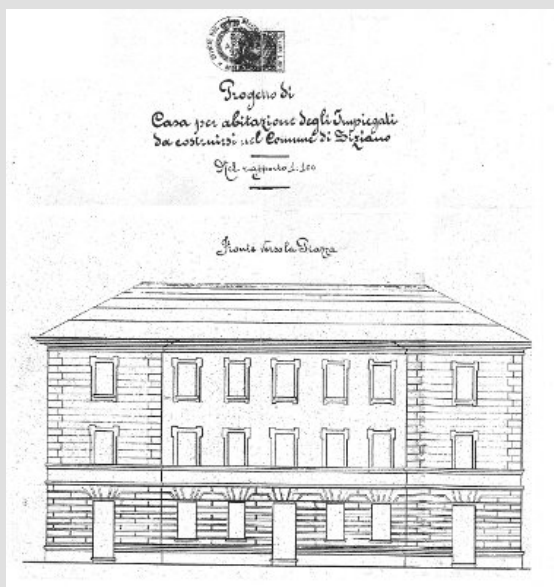 Progetto di
Casa per abitazione degli Impiegati
da costruirsi nel Comune di Siziano
Nel rapporto 1:100
Fronte verso la Piazza